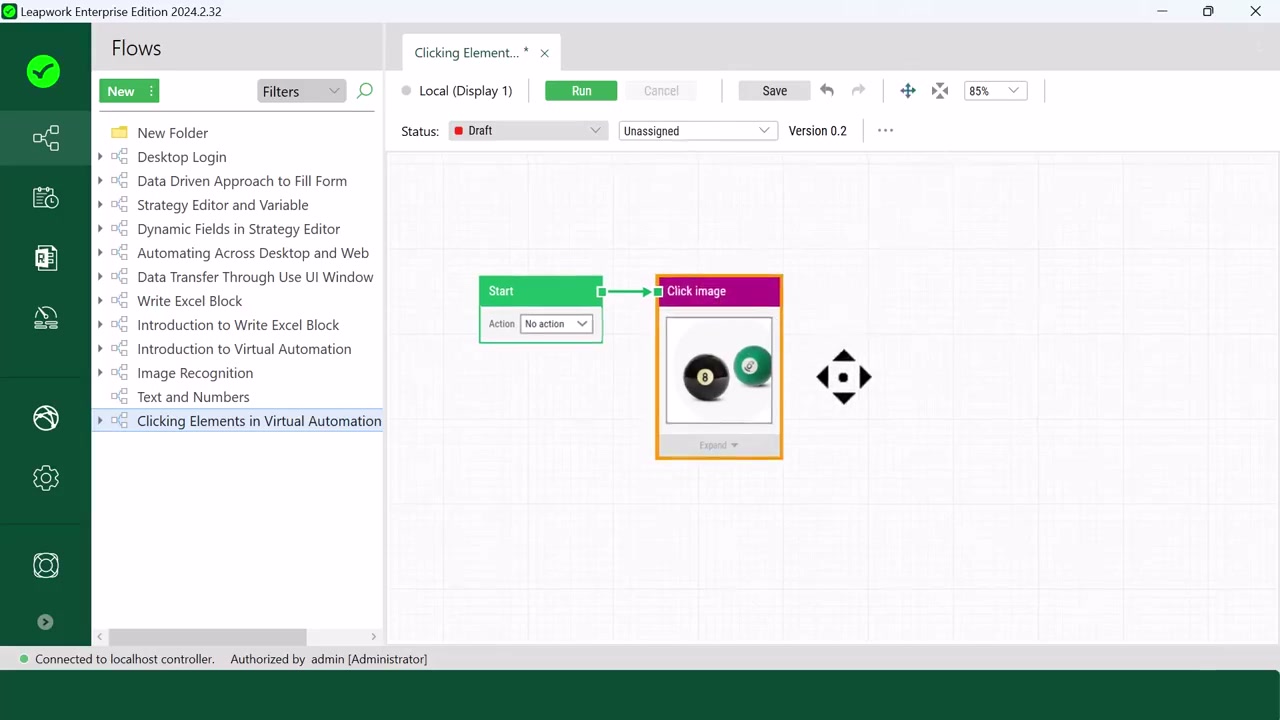 Leapwork Enterprise Edition 2024.2.32
Flows
New
Filters
New Folder
Desktop Login
Data Driven Approach to Fill Form
Strategy Editor and Variable
Dynamic Fields in Strategy Editor
Automating Across Desktop and Web
Data Transfer Through Use UI Window
Write Excel Block
Introduction to Write Excel Block
Introduction to Virtual Automation
Image Recognition
Text and Numbers
Clicking Elements in Virtual Automation
Clicking Element... *
Local (Display 1)
Run
Cancel
Save
85%
Status:
Draft
Unassigned
Version 0.2
Start
Action
No action
Click image
8
6
Expand
Connected to localhost controller.
Authorized by admin [Administrator]